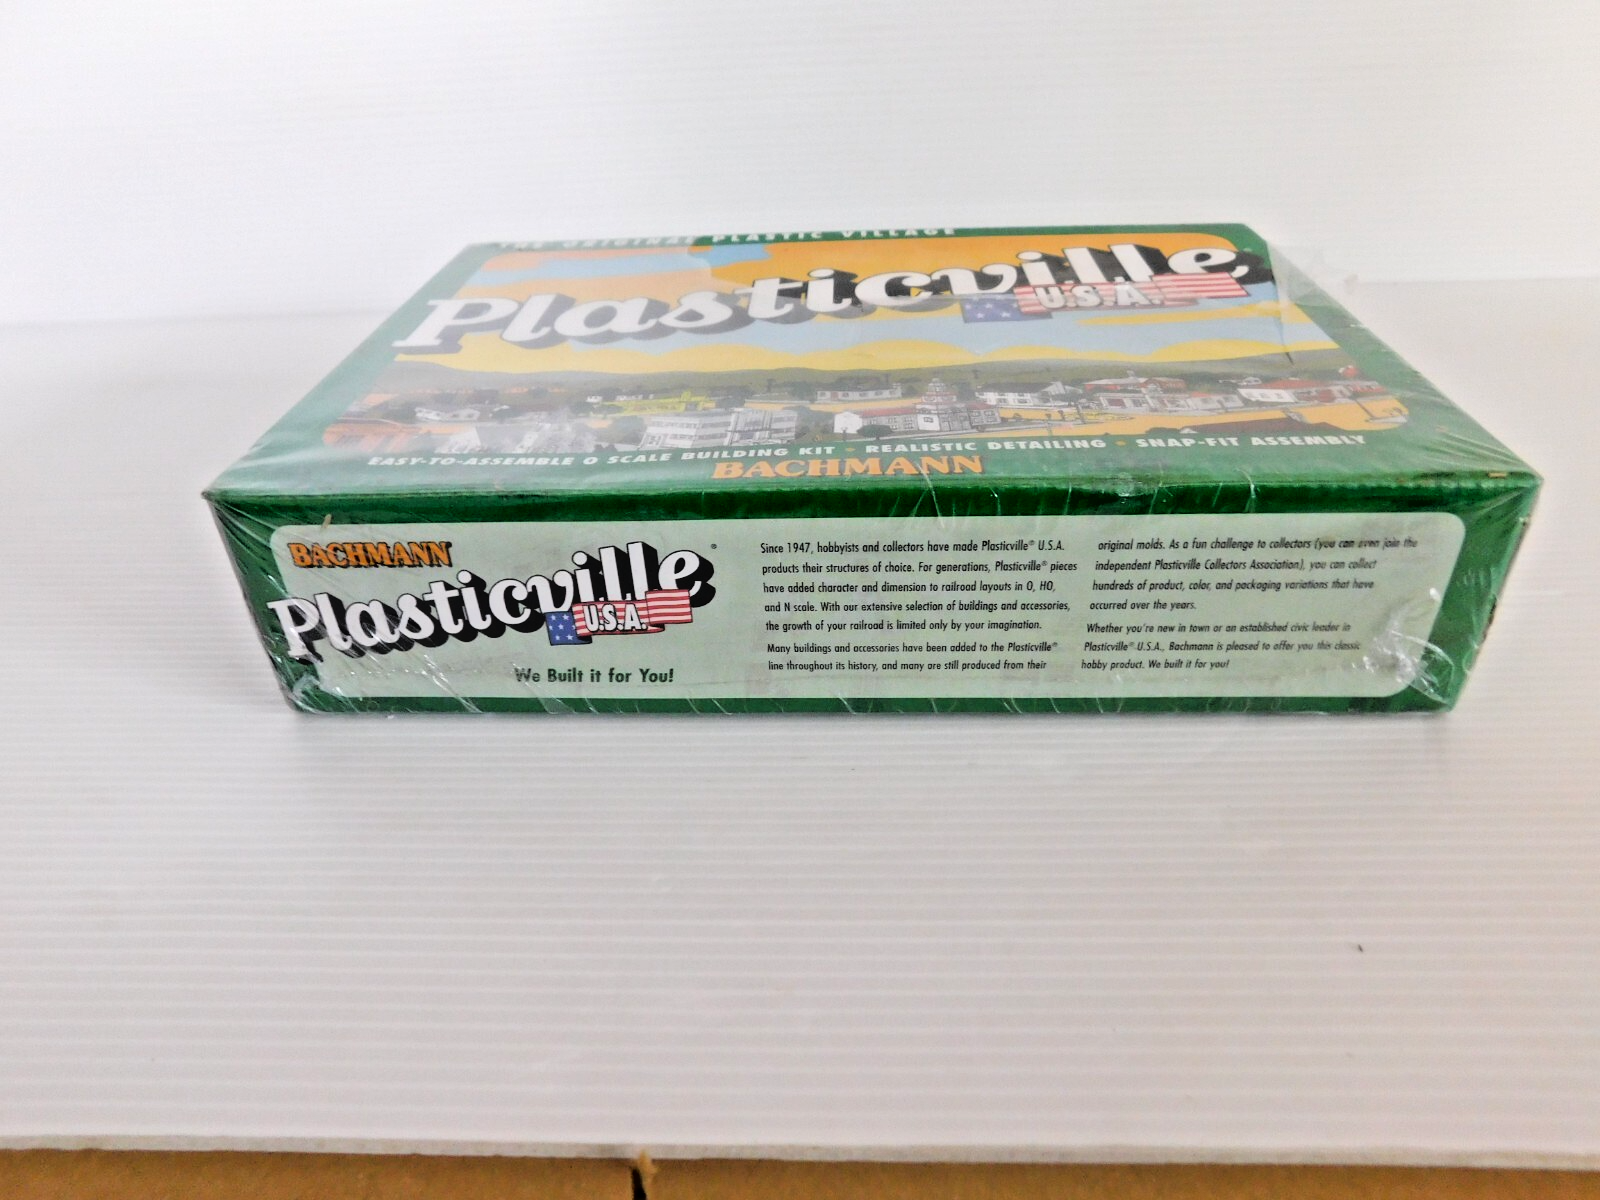 THE ORIGINAL PLASTIC VILLAGE
Plasticville
U.S.A.
EASY-TO-ASSEMBLE O SCALE BUILDING KIT • REALISTIC DETAILING • SNAP-FIT ASSEMBLY
BACHMANN
BACHMANN
Plasticville®
U.S.A.
We Built it for You!
Since 1947, hobbyists and collectors have made Plasticville® U.S.A.
products their structures of choice. For generations, Plasticville® pieces
have added character and dimension to railroad layouts in O, HO,
and N scale. With our extensive selection of buildings and accessories,
the growth of your railroad is limited only by your imagination.
Many buildings and accessories have been added to the Plasticville®
line throughout its history, and many are still produced from their
original molds. As a fun challenge to collectors (you can even join the
independent Plasticville Collectors Association), you can collect
hundreds of product, color, and packaging variations that have
occurred over the years.
Whether you're new in town or an established civic leader in
Plasticville® U.S.A., Bachmann is pleased to offer you this classic
hobby product. We built it for you!